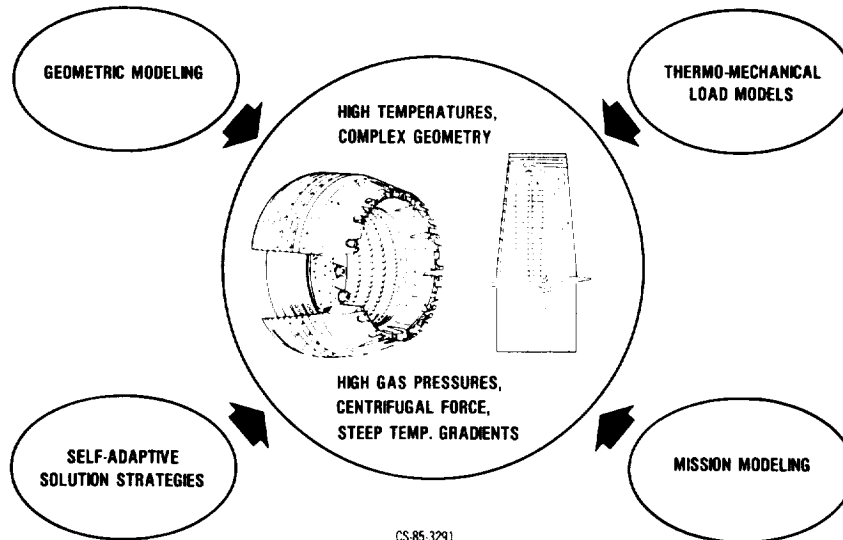 GEOMETRIC MODELING
THERMO-MECHANICAL
LOAD MODELS
HIGH TEMPERATURES,
COMPLEX GEOMETRY
HIGH GAS PRESSURES,
CENTRIFUGAL FORCE,
STEEP TEMP. GRADIENTS
SELF-ADAPTIVE
SOLUTION STRATEGIES
MISSION MODELING
CS-85-3291